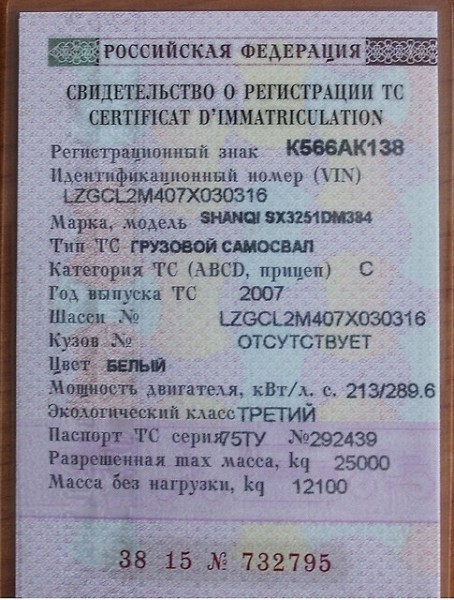 РОССИЙСКАЯ ФЕДЕРАЦИЯ
СВИДЕТЕЛЬСТВО О РЕГИСТРАЦИИ ТС
CERTIFICAT D'IMMATRICULATION
Регистрационный знак К566АК138
Идентификационный номер (VIN)
LZGCL2M407X030316
Марка, модель SHANQI SX3251DM384
Тип ТС ГРУЗОВОЙ САМОСВАЛ
Категория ТС (ABCD, прицеп) C
Год выпуска ТС 2007
Шасси № LZGCL2M407X030316
Кузов № ОТСУТСТВУЕТ
Цвет БЕЛЫЙ
Мощность двигателя, кВт/л. с. 213/289.6
Экологический класс ТРЕТИЙ
Паспорт ТС серия 75ТУ №292439
Разрешенная max масса, kg 25000
Масса без нагрузки, kg 12100
38 15 № 732795